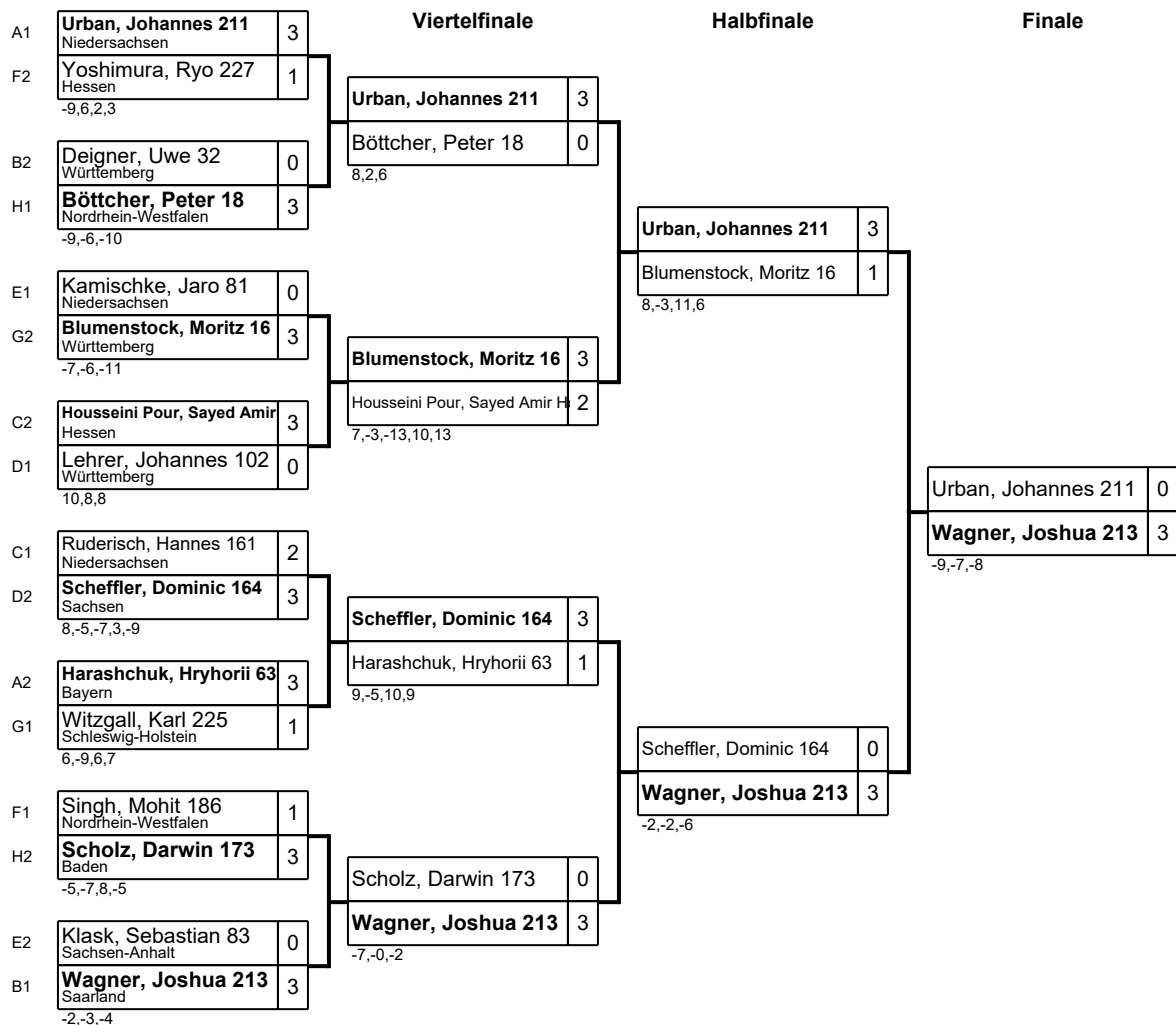 Viertelfinale
Halbfinale
Finale
A1
Urban, Johannes 211
Niedersachsen
3
F2
Yoshimura, Ryo 227
Hessen
1
-9,6,2,3
B2
Deigner, Uwe 32
Württemberg
0
H1
Böttcher, Peter 18
Nordrhein-Westfalen
3
-9,-6,-10
E1
Kamischke, Jaro 81
Niedersachsen
0
G2
Blumenstock, Moritz 16
Württemberg
3
-7,-6,-11
C2
Housseini Pour, Sayed Amir
Hessen
3
D1
Lehrer, Johannes 102
Württemberg
0
10,8,8
C1
Ruderisch, Hannes 161
Niedersachsen
2
D2
Scheffler, Dominic 164
Sachsen
3
8,-5,-7,3,-9
A2
Harashchuk, Hryhorii 63
Bayern
3
G1
Witzgall, Karl 225
Schleswig-Holstein
1
6,-9,6,7
F1
Singh, Mohit 186
Nordrhein-Westfalen
1
H2
Scholz, Darwin 173
Baden
3
-5,-7,8,-5
E2
Klask, Sebastian 83
Sachsen-Anhalt
0
B1
Wagner, Joshua 213
Saarland
3
-2,-3,-4
Urban, Johannes 211 3
Böttcher, Peter 18 0
8,2,6
Blumenstock, Moritz 16 3
Housseini Pour, Sayed Amir H 2
7,-3,-13,10,13
Scheffler, Dominic 164 3
Harashchuk, Hryhorii 63 1
9,-5,10,9
Scholz, Darwin 173 0
Wagner, Joshua 213 3
-7,-0,-2
Urban, Johannes 211 3
Blumenstock, Moritz 16 1
8,-3,11,6
Scheffler, Dominic 164 0
Wagner, Joshua 213 3
-2,-2,-6
Urban, Johannes 211 0
Wagner, Joshua 213 3
-9,-7,-8